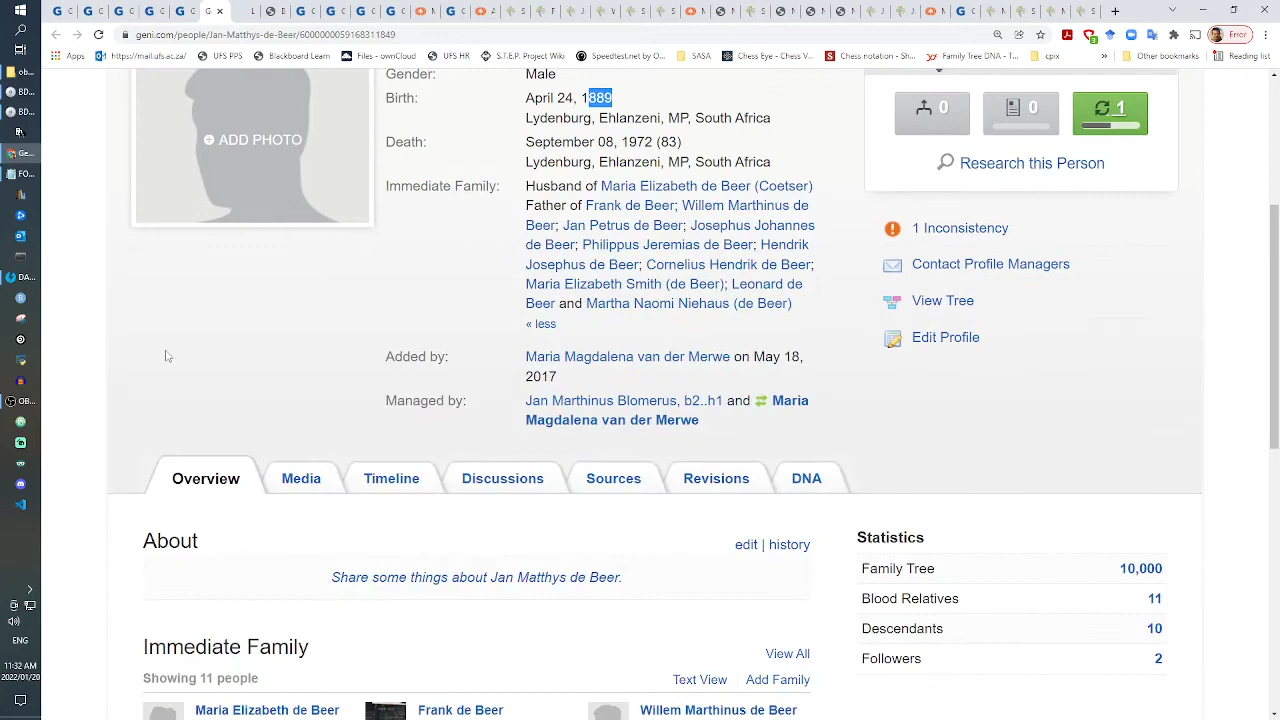 geni.com/people/Jan-Matthys-de-Beer/6000000059168311849
Error
Apps
https://mail.ufs.ac.za/
UFS PPS
Blackboard Learn
Files - ownCloud
UFS HR
S.T.E.P. Project Wiki
Speedtest.net by O...
SASA
Chess Eye - Chess V...
Chess notation - Sha...
Family Tree DNA - T...
cpix
»
Other bookmarks
Reading list
Gender:
Male
Birth:
April 24, 1889
Lydenburg, Ehlanzeni, MP, South Africa
Death:
September 08, 1972 (83)
Lydenburg, Ehlanzeni, MP, South Africa
Immediate Family:
Husband of Maria Elizabeth de Beer (Coetser)
Father of Frank de Beer; Willem Marthinus de
Beer; Jan Petrus de Beer; Josephus Johannes
de Beer; Philippus Jeremias de Beer; Hendrik
Josephus de Beer; Cornelius Hendrik de Beer;
Maria Elizabeth Smith (de Beer); Leonard de
Beer and Martha Naomi Niehaus (de Beer)
« less
Added by:
Maria Magdalena van der Merwe on May 18,
2017
Managed by:
Jan Marthinus Blomerus, b2..h1 and Maria
Magdalena van der Merwe
ADD PHOTO
0
0
1
Research this Person
1 Inconsistency
Contact Profile Managers
View Tree
Edit Profile
Overview
Media
Timeline
Discussions
Sources
Revisions
DNA
About
edit | history
Share some things about Jan Matthys de Beer.
Immediate Family
View All
Showing 11 people
Text View
Add Family
Maria Elizabeth de Beer
Frank de Beer
Willem Marthinus de Beer
Statistics
Family Tree 10,000
Blood Relatives 11
Descendants 10
Followers 2
ENG
11:32 AM